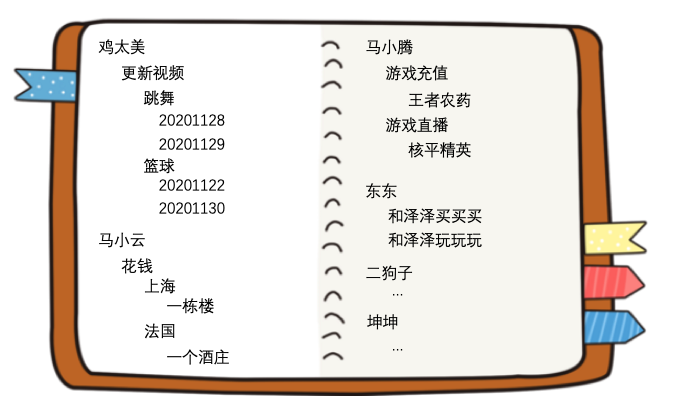 鸡太美
更新视频
跳舞
20201128
20201129
篮球
20201122
20201130
马小云
花钱
上海
一栋楼
法国
一个酒庄
马小腾
游戏充值
王者农药
游戏直播
核平精英
东东
和泽泽买买买
和泽泽玩玩玩
二狗子
...
坤坤
...